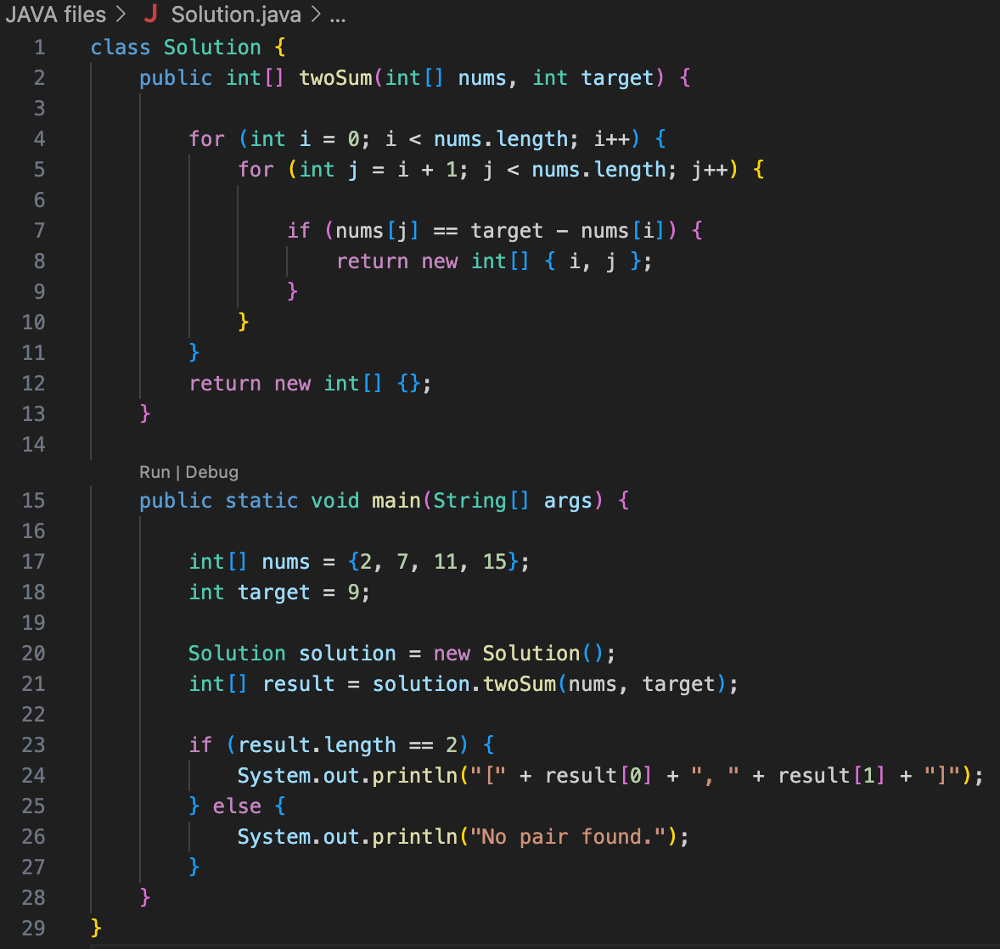 JAVA files > J Solution.java > ...
1 class Solution {
2     public int[] twoSum(int[] nums, int target) {
3
4         for (int i = 0; i < nums.length; i++) {
5             for (int j = i + 1; j < nums.length; j++) {
6
7                 if (nums[j] == target - nums[i]) {
8                     return new int[] { i, j };
9                 }
10             }
11         }
12         return new int[] {};
13     }
14
Run | Debug
15     public static void main(String[] args) {
16
17         int[] nums = {2, 7, 11, 15};
18         int target = 9;
19
20         Solution solution = new Solution();
21         int[] result = solution.twoSum(nums, target);
22
23         if (result.length == 2) {
24             System.out.println("[" + result[0] + ", " + result[1] + "]");
25         } else {
26             System.out.println("No pair found.");
27         }
28     }
29 }